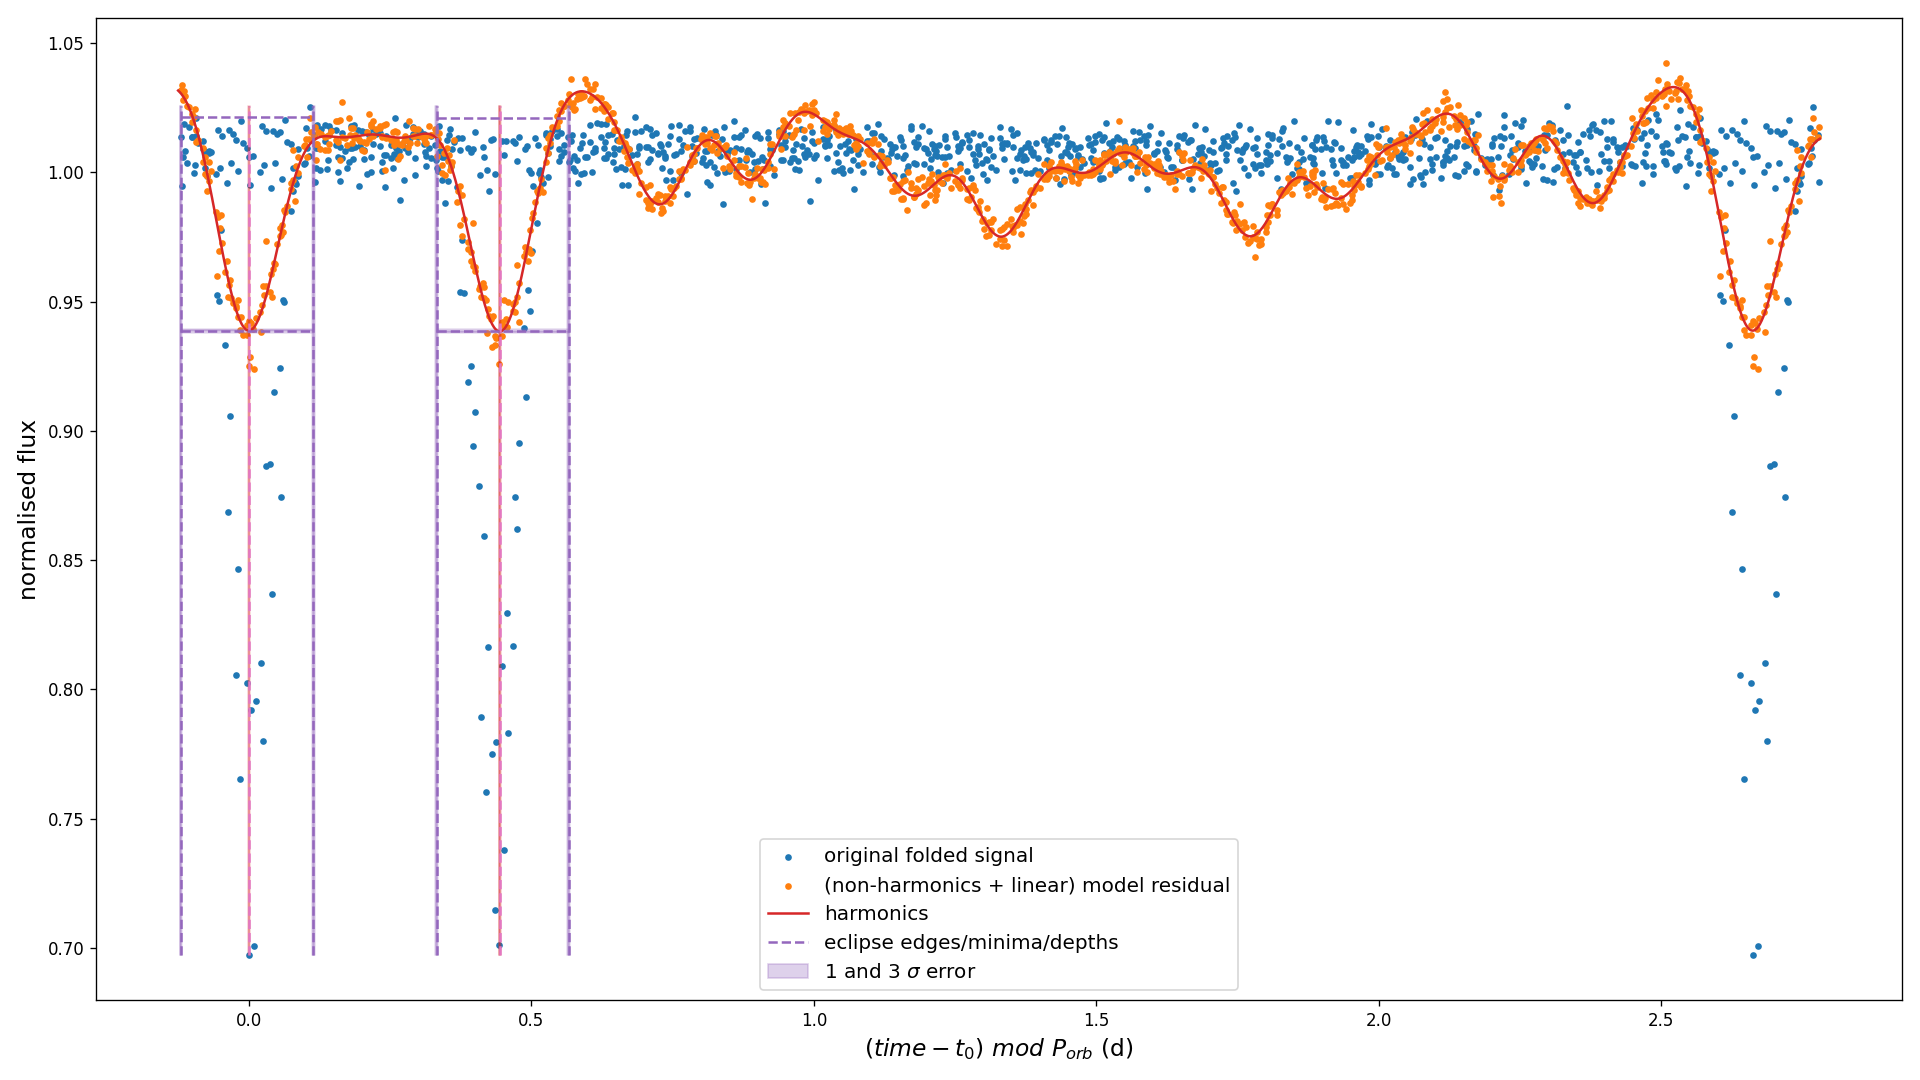 1.05
1.00
0.95
0.90
0.85
0.80
0.75
0.70
normalised flux
original folded signal
(non-harmonics + linear) model residual
harmonics
eclipse edges/minima/depths
1 and 3 σ error
0.0 0.5 1.0 1.5 2.0 2.5
(time − t₀) mod P_orb (d)